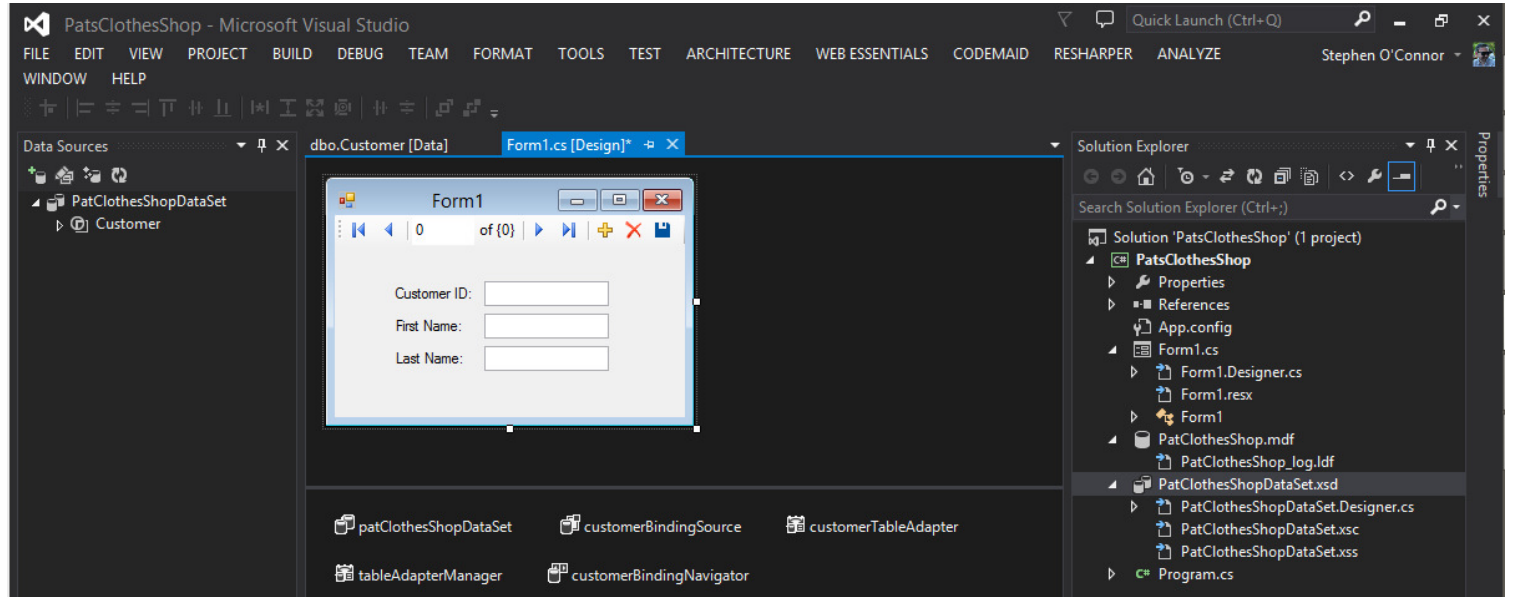 PatsClothesShop - Microsoft Visual Studio
Quick Launch (Ctrl+Q)
FILE EDIT VIEW PROJECT BUILD DEBUG TEAM FORMAT TOOLS TEST ARCHITECTURE WEB ESSENTIALS CODEMAID RESHARPER ANALYZE Stephen O'Connor
WINDOW HELP
Data Sources
PatClothesShopDataSet
Customer
dbo.Customer [Data] Form1.cs [Design]*
Form1
0 of {0}
Customer ID:
First Name:
Last Name:
patClothesShopDataSet customerBindingSource customerTableAdapter
tableAdapterManager customerBindingNavigator
Solution Explorer
Search Solution Explorer (Ctrl+;)
Solution 'PatsClothesShop' (1 project)
C# PatsClothesShop
Properties
References
App.config
Form1.cs
Form1.Designer.cs
Form1.resx
Form1
PatClothesShop.mdf
PatClothesShop_log.ldf
PatClothesShopDataSet.xsd
PatClothesShopDataSet.Designer.cs
PatClothesShopDataSet.xsc
PatClothesShopDataSet.xss
C# Program.cs
Properties